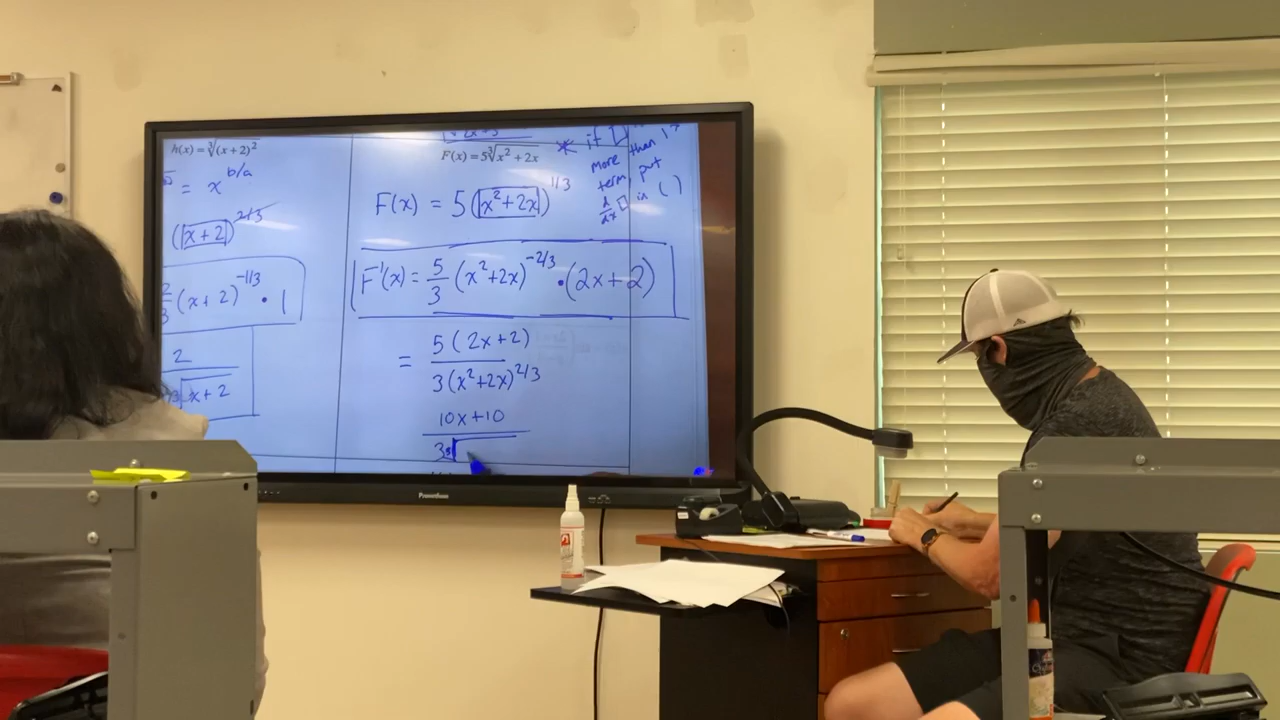 h(x) = ∛(x + 2)²
= x^(b/a)
(x+2)^(2/3)
2/3 (x+2)^(-1/3) · 1
2
3 ∛(x+2)
F(x) = 5∛(x² + 2x)
* if
more than 1
term, put
d/dx □ in ( )
F(x) = 5(x²+2x)^(1/3)
F'(x) = 5/3 (x²+2x)^(-2/3) · (2x+2)
= 5(2x+2)
3(x²+2x)^(2/3)
10x+10
3
Promethean